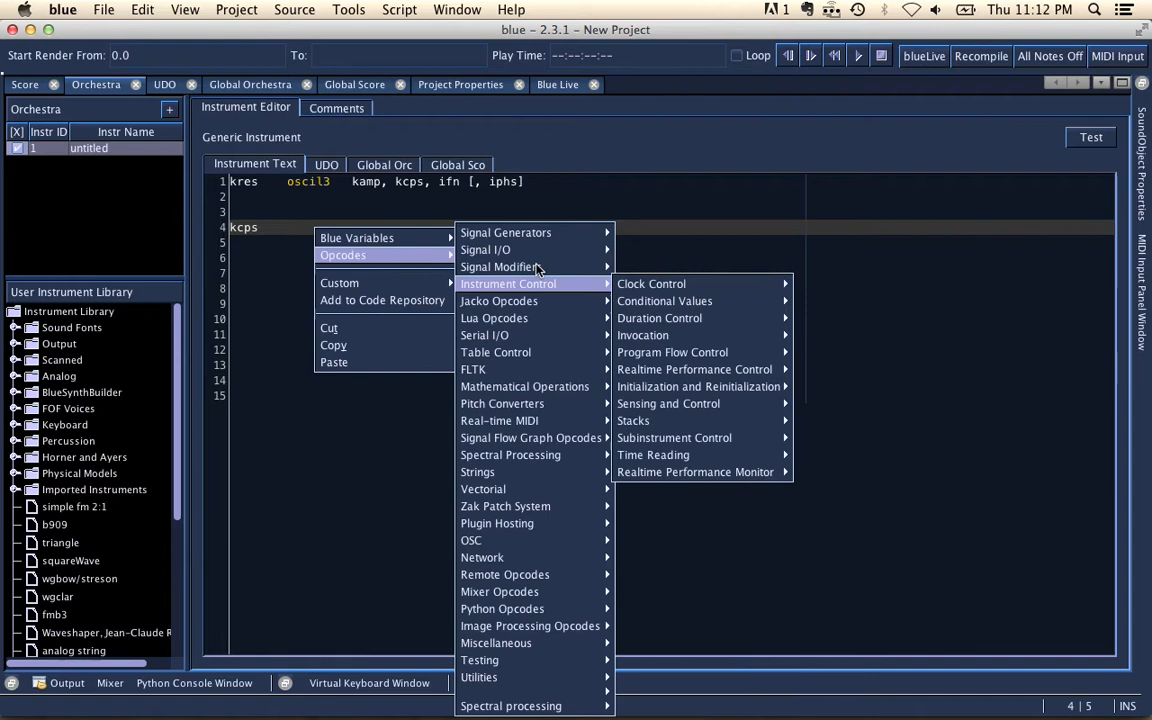 blue File Edit View Project Source Tools Script Window Help 1 Thu 11:12 PM
blue - 2.3.1 - New Project
Start Render From: 0.0 To: Play Time: --:--:--:-- Loop blueLive Recompile All Notes Off MIDI Input
Score Orchestra UDO Global Orchestra Global Score Project Properties Blue Live
Orchestra +
[X] Instr ID Instr Name
1 untitled
Instrument Editor Comments
Generic Instrument Test
Instrument Text UDO Global Orc Global Sco
1 kres oscil3 kamp, kcps, ifn [, iphs]
2
3
4 kcps
5
6
7
8
9
10
11
12
13
14
15
Blue Variables
Opcodes
Custom
Add to Code Repository
Cut
Copy
Paste
Signal Generators
Signal I/O
Signal Modifiers
Instrument Control
Jacko Opcodes
Lua Opcodes
Serial I/O
Table Control
FLTK
Mathematical Operations
Pitch Converters
Real-time MIDI
Signal Flow Graph Opcodes
Spectral Processing
Strings
Vectorial
Zak Patch System
Plugin Hosting
OSC
Network
Remote Opcodes
Mixer Opcodes
Python Opcodes
Image Processing Opcodes
Miscellaneous
Testing
Utilities
Spectral processing
Clock Control
Conditional Values
Duration Control
Invocation
Program Flow Control
Realtime Performance Control
Initialization and Reinitialization
Sensing and Control
Stacks
Subinstrument Control
Time Reading
Realtime Performance Monitor
User Instrument Library
Instrument Library
Sound Fonts
Output
Scanned
Analog
BlueSynthBuilder
FOF Voices
Keyboard
Percussion
Horner and Ayers
Physical Models
Imported Instruments
simple fm 2:1
b909
triangle
squareWave
wgbow/streson
wgclar
fmb3
Waveshaper, Jean-Claude R
analog string
SoundObject Properties
MIDI Input Panel Window
Output Mixer Python Console Window Virtual Keyboard Window
4 | 5 INS